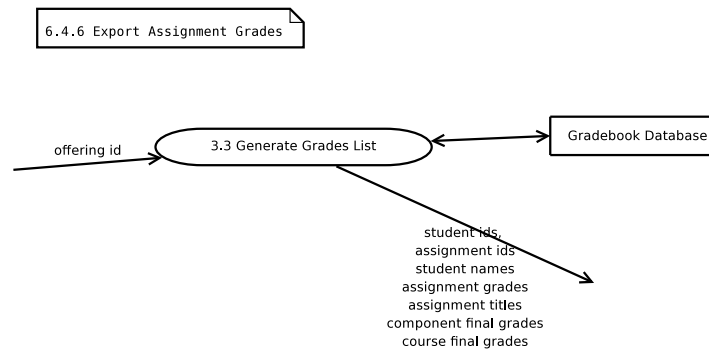 6.4.6 Export Assignment Grades
offering id
3.3 Generate Grades List
Gradebook Database
student ids,
assignment ids
student names
assignment grades
assignment titles
component final grades
course final grades